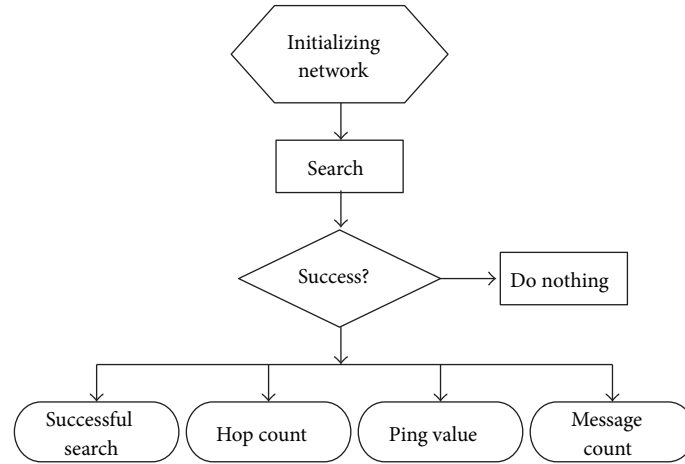 Initializing
network
Search
Success?
Do nothing
Successful
search
Hop count
Ping value
Message
count